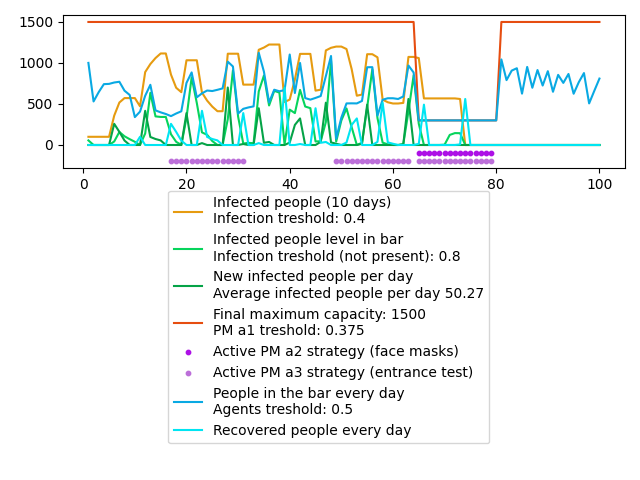 1500
1000
500
0
0 20 40 60 80 100
Infected people (10 days)
Infection treshold: 0.4
Infected people level in bar
Infection treshold (not present): 0.8
New infected people per day
Average infected people per day 50.27
Final maximum capacity: 1500
PM a1 treshold: 0.375
Active PM a2 strategy (face masks)
Active PM a3 strategy (entrance test)
People in the bar every day
Agents treshold: 0.5
Recovered people every day